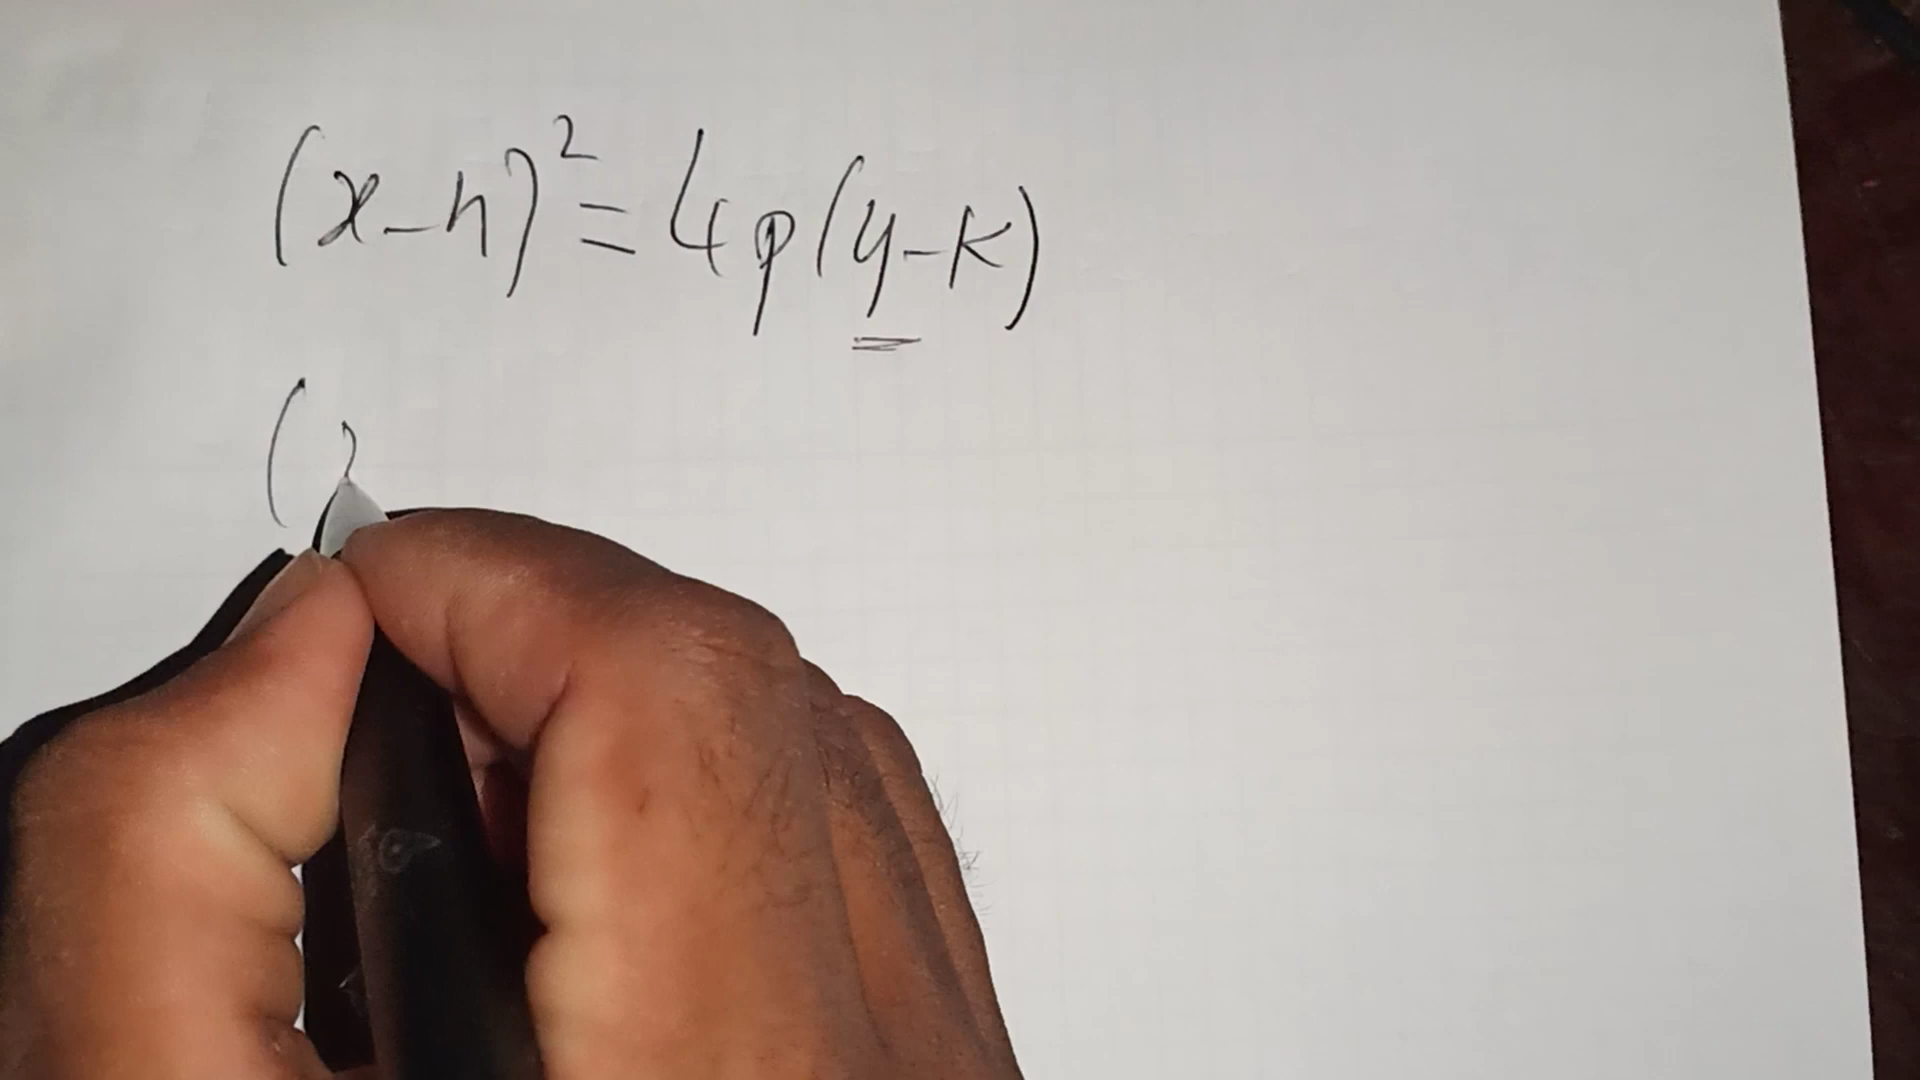 (x-h)² = 4p(y-k)
(